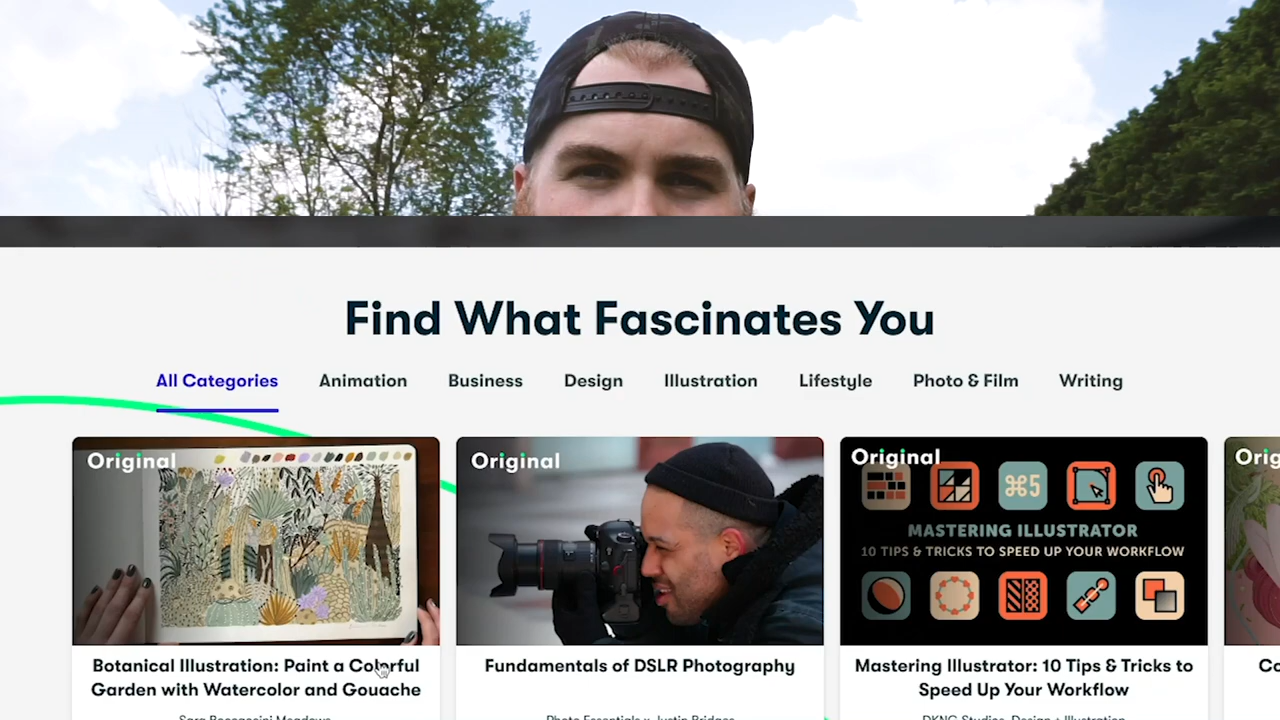 Find What Fascinates You
All Categories Animation Business Design Illustration Lifestyle Photo & Film Writing
Original
Original
Original
⌘5
MASTERING ILLUSTRATOR
10 TIPS & TRICKS TO SPEED UP YOUR WORKFLOW
Botanical Illustration: Paint a Colorful
Garden with Watercolor and Gouache
Fundamentals of DSLR Photography
Mastering Illustrator: 10 Tips & Tricks to
Speed Up Your Workflow